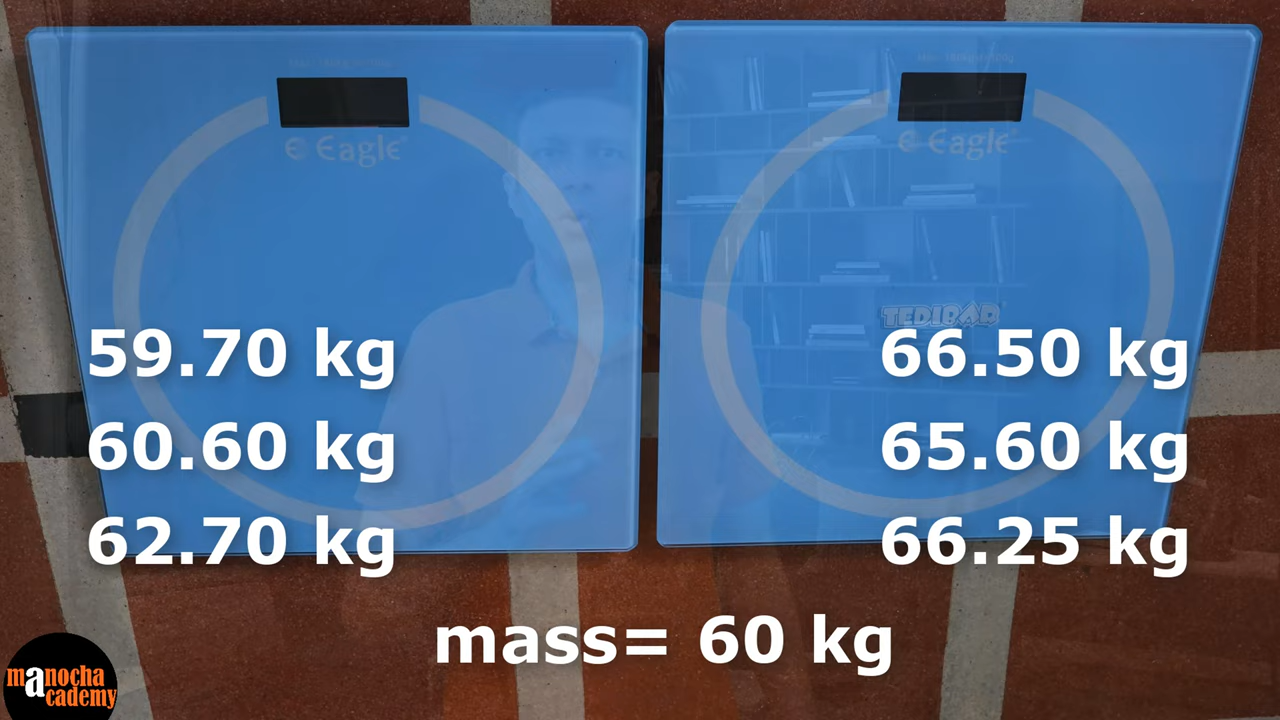 e Eagle
e Eagle
TEDIBAR
59.70 kg
66.50 kg
60.60 kg
65.60 kg
62.70 kg
66.25 kg
mass= 60 kg
manocha
academy